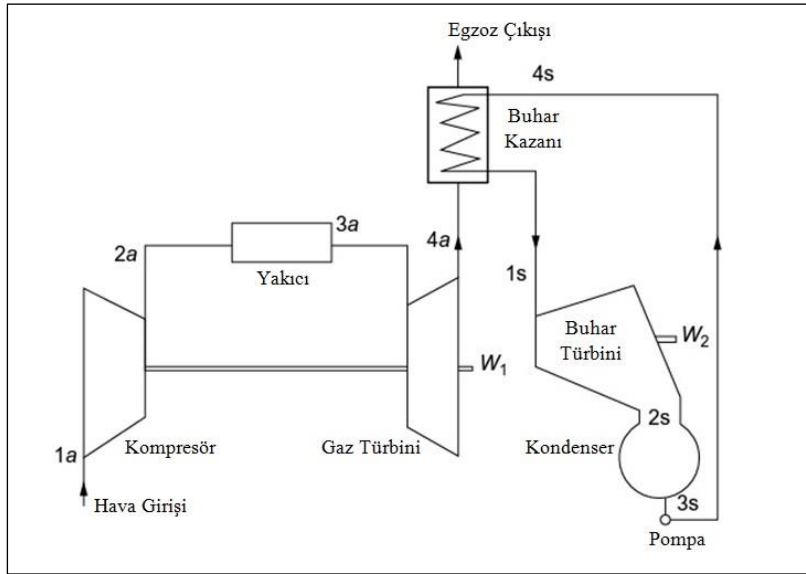 Egzoz Çıkışı
4s
Buhar
Kazanı
3a
2a
4a
Yakıcı
1s
Buhar
Türbini
W₂
W₁
2s
1a
Kompresör
Gaz Türbini
Kondenser
3s
Hava Girişi
Pompa